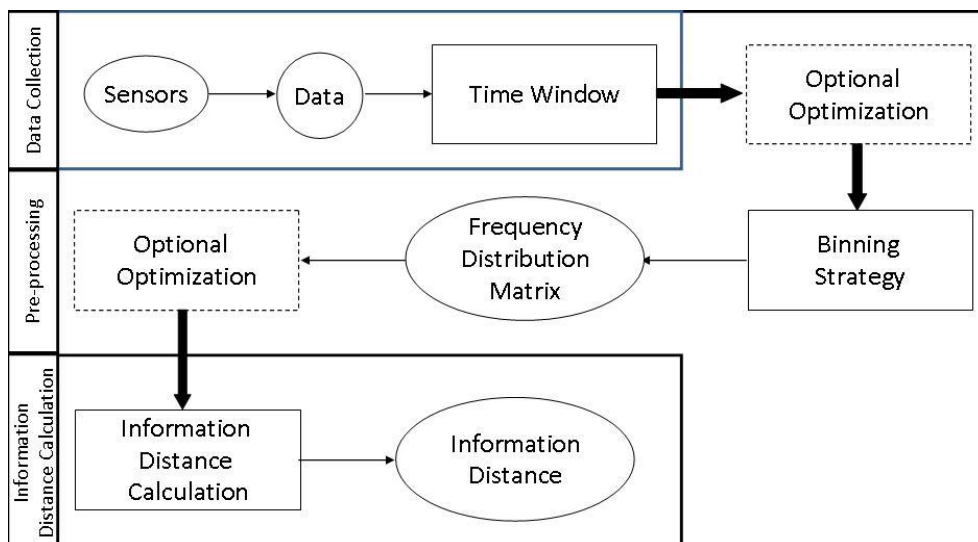 Data Collection
Sensors
Data
Time Window
Optional
Optimization
Pre-processing
Optional
Optimization
Frequency
Distribution
Matrix
Binning
Strategy
Information
Distance Calculation
Information
Distance
Calculation
Information
Distance